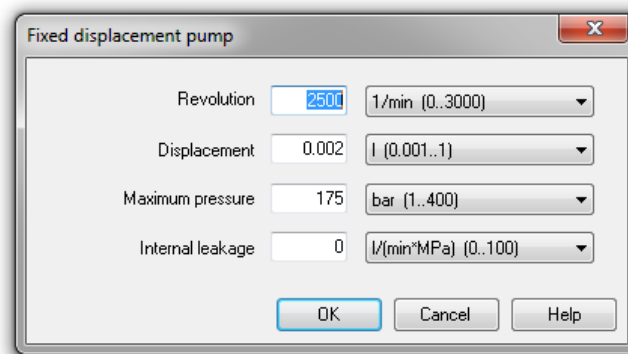 Fixed displacement pump
Revolution 2500 1/min (0..3000)
Displacement 0.002 l (0.001..1)
Maximum pressure 175 bar (1..400)
Internal leakage 0 l/(min*MPa) (0..100)
OK Cancel Help